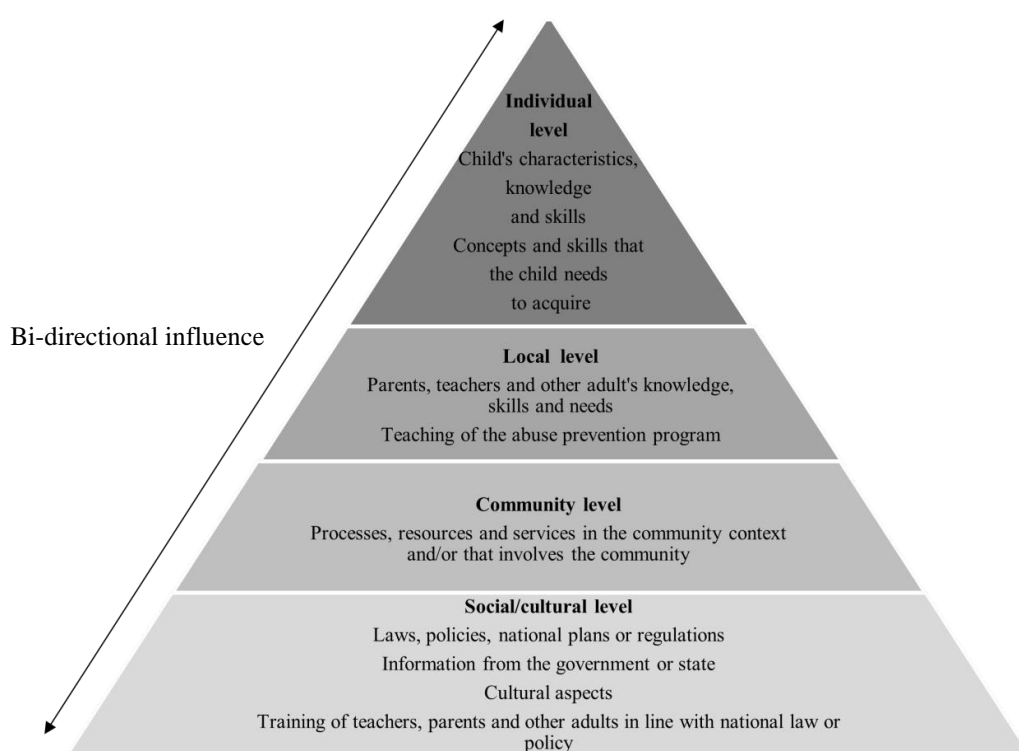 Individual
level
Child's characteristics,
knowledge
and skills
Concepts and skills that
the child needs
to acquire
Bi-directional influence
Local level
Parents, teachers and other adult's knowledge,
skills and needs
Teaching of the abuse prevention program
Community level
Processes, resources and services in the community context
and/or that involves the community
Social/cultural level
Laws, policies, national plans or regulations
Information from the government or state
Cultural aspects
Training of teachers, parents and other adults in line with national law or
policy